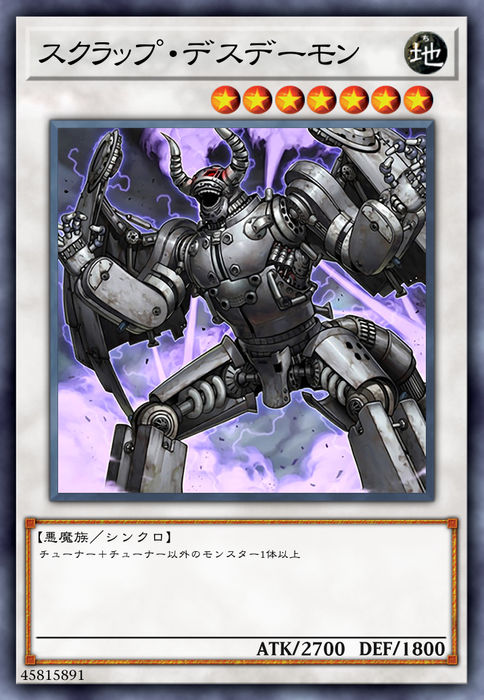 スクラップ・デスデーモン
ち
地
【悪魔族／シンクロ】
チューナー＋チューナー以外のモンスター1体以上
ATK/2700 DEF/1800
45815891